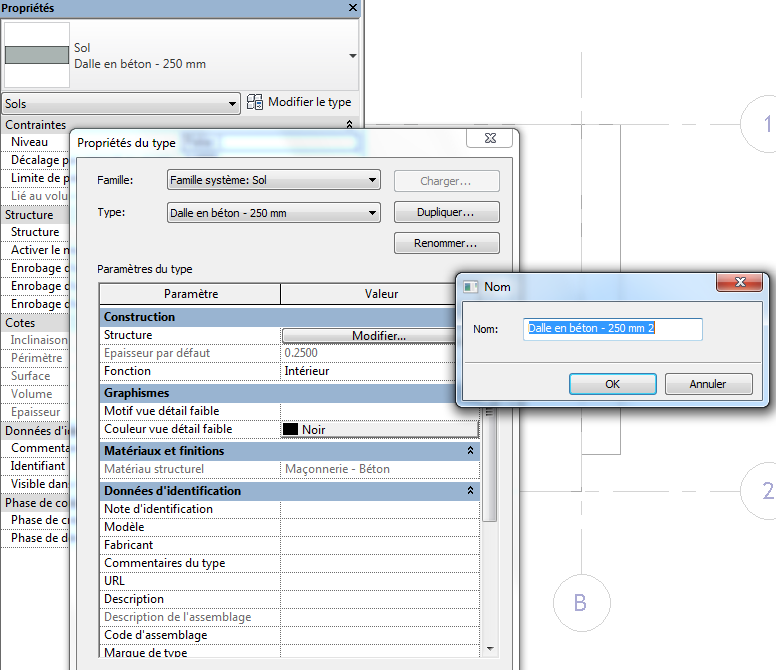 Propriétés
Sol
Dalle en béton - 250 mm
Sols
Modifier le type
Contraintes
Niveau
Décalage p
Limite de p
Lié au volu
Structure
Structure
Activer le n
Enrobage d
Enrobage d
Enrobage d
Cotes
Inclinaison
Périmètre
Surface
Volume
Epaisseur
Données d'i
Commenta
Identifiant
Visible dan
Phase de co
Phase de c
Phase de d
Propriétés du type
Famille:
Famille système: Sol
Charger...
Type:
Dalle en béton - 250 mm
Dupliquer...
Renommer...
Paramètres du type
Paramètre Valeur
Construction
Structure Modifier...
Epaisseur par défaut 0.2500
Fonction Intérieur
Graphismes
Motif vue détail faible
Couleur vue détail faible Noir
Matériaux et finitions
Matériau structurel Maçonnerie - Béton
Données d'identification
Note d'identification
Modèle
Fabricant
Commentaires du type
URL
Description
Description de l'assemblage
Code d'assemblage
Marque de type
Nom
Nom:
Dalle en béton - 250 mm 2
OK Annuler
1
2
B